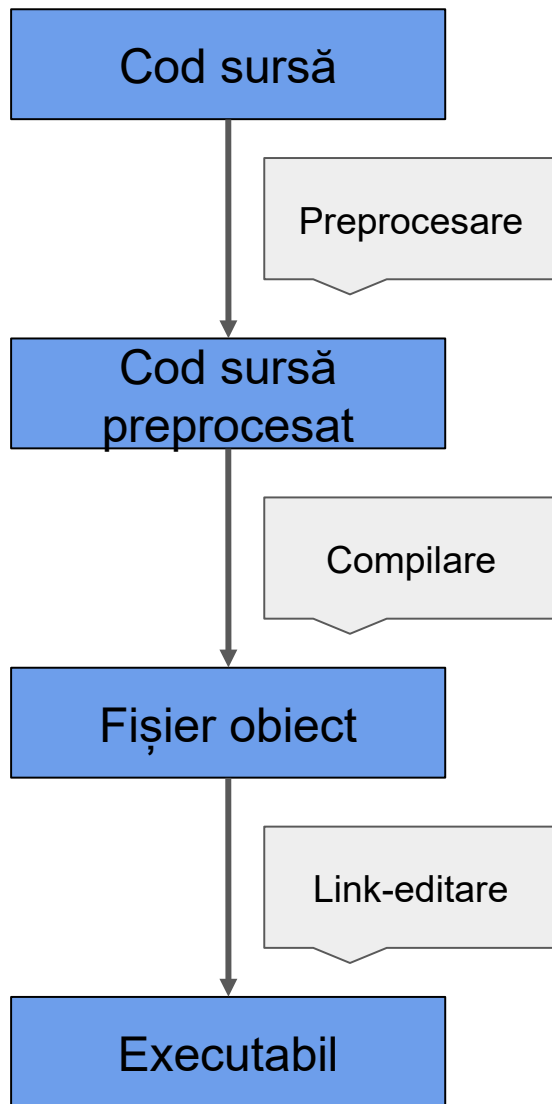 Cod sursă
Preprocesare
Cod sursă
preprocesat
Compilare
Fișier obiect
Link-editare
Executabil